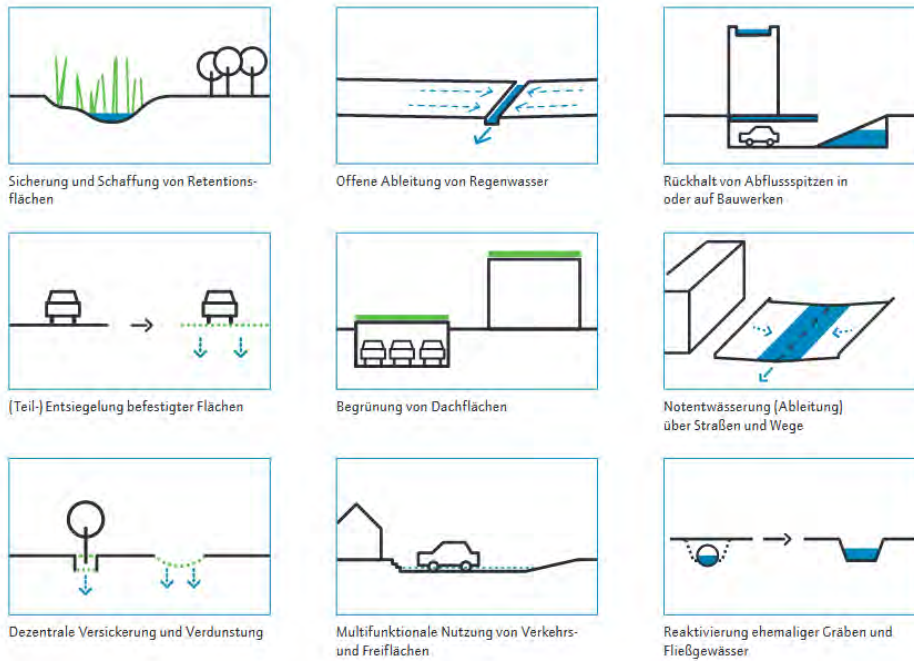 Sicherung und Schaffung von Retentions-
flächen
Offene Ableitung von Regenwasser
Rückhalt von Abflussspitzen in
oder auf Bauwerken
(Teil-) Entsiegelung befestigter Flächen
Begrünung von Dachflächen
Notentwässerung (Ableitung)
über Straßen und Wege
Dezentrale Versickerung und Verdunstung
Multifunktionale Nutzung von Verkehrs-
und Freiflächen
Reaktivierung ehemaliger Gräben und
Fließgewässer